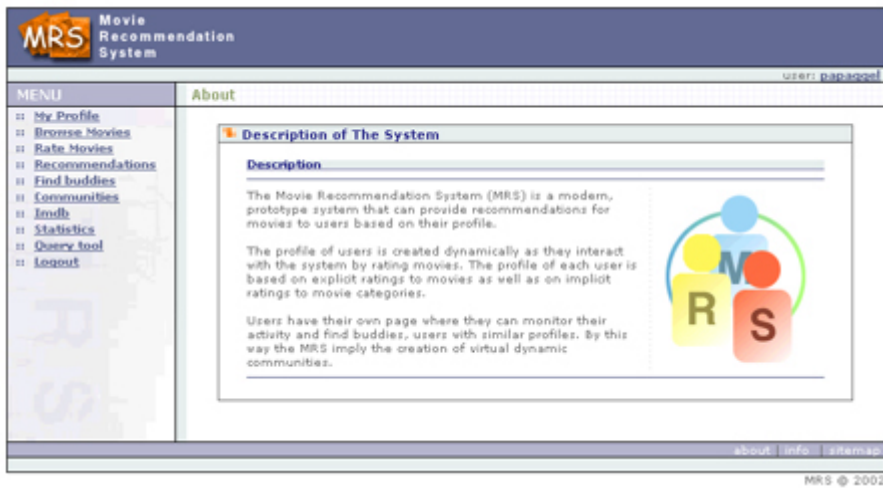 MRS
Movie
Recommendation
System
user: papaggel
MENU
About
:: My Profile
:: Browse Movies
:: Rate Movies
:: Recommendations
:: Find buddies
:: Communities
:: Imdb
:: Statistics
:: Query tool
:: Logout
Description of The System
Description
The Movie Recommendation System (MRS) is a modern,
prototype system that can provide recommendations for
movies to users based on their profile.
The profile of users is created dynamically as they interact
with the system by rating movies. The profile of each user is
based on explicit ratings to movies as well as on implicit
ratings to movie categories.
Users have their own page where they can monitor their
activity and find buddies, users with similar profiles. By this
way the MRS imply the creation of virtual dynamic
communities.
M
R
S
MRS
about | info | sitemap
MRS @ 2002